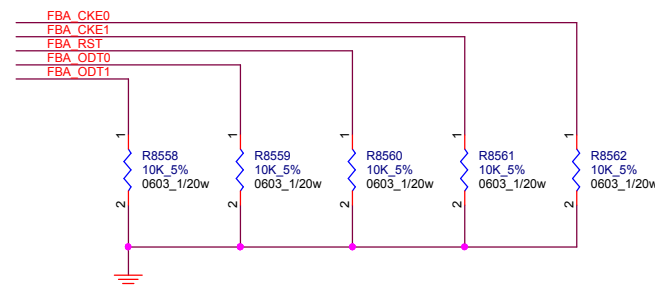 FBA_CKE0
FBA_CKE1
FBA_RST
FBA_ODT0
FBA_ODT1
1
R8558
10K_5%
0603_1/20w
2
1
R8559
10K_5%
0603_1/20w
2
1
R8560
10K_5%
0603_1/20w
2
1
R8561
10K_5%
0603_1/20w
2
1
R8562
10K_5%
0603_1/20w
2